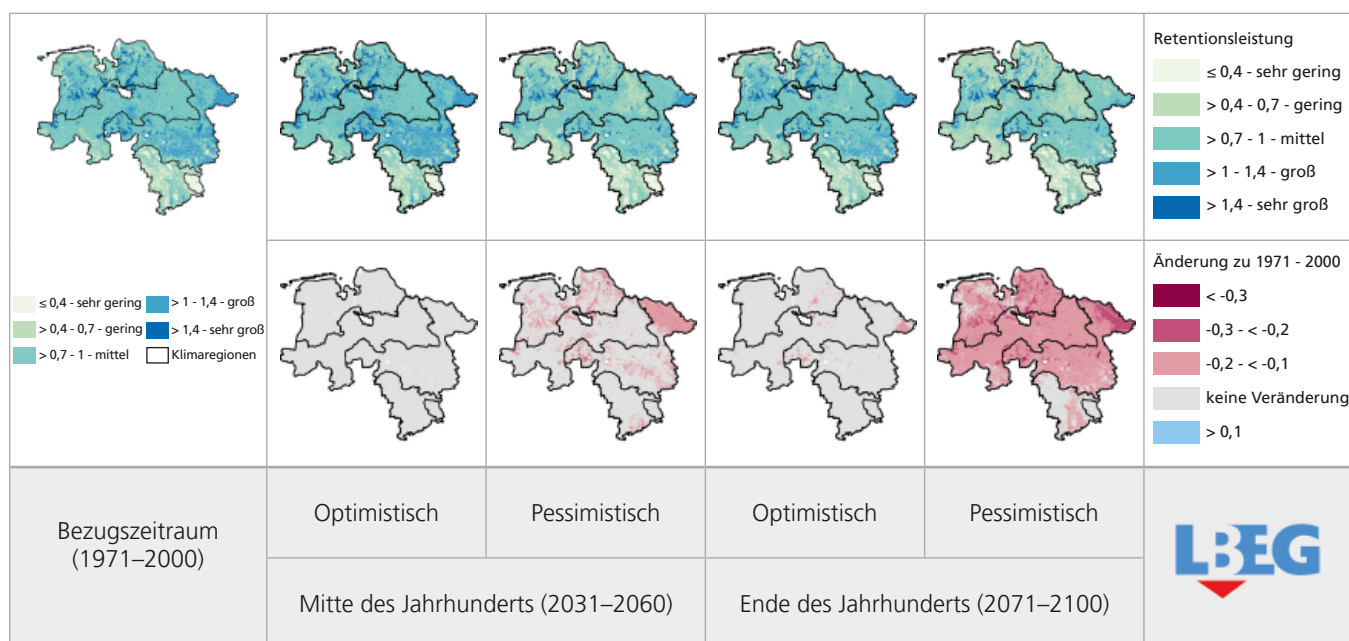 Retentionsleistung
≤ 0,4 - sehr gering
> 0,4 - 0,7 - gering
> 0,7 - 1 - mittel
> 1 - 1,4 - groß
> 1,4 - sehr groß
≤ 0,4 - sehr gering
> 1 - 1,4 - groß
> 0,4 - 0,7 - gering
> 1,4 - sehr groß
> 0,7 - 1 - mittel
Klimaregionen
Änderung zu 1971 - 2000
< -0,3
-0,3 - < -0,2
-0,2 - < -0,1
keine Veränderung
> 0,1
Bezugszeitraum
(1971–2000)
Optimistisch
Pessimistisch
Optimistisch
Pessimistisch
Mitte des Jahrhunderts (2031–2060)
Ende des Jahrhunderts (2071–2100)
LBEG